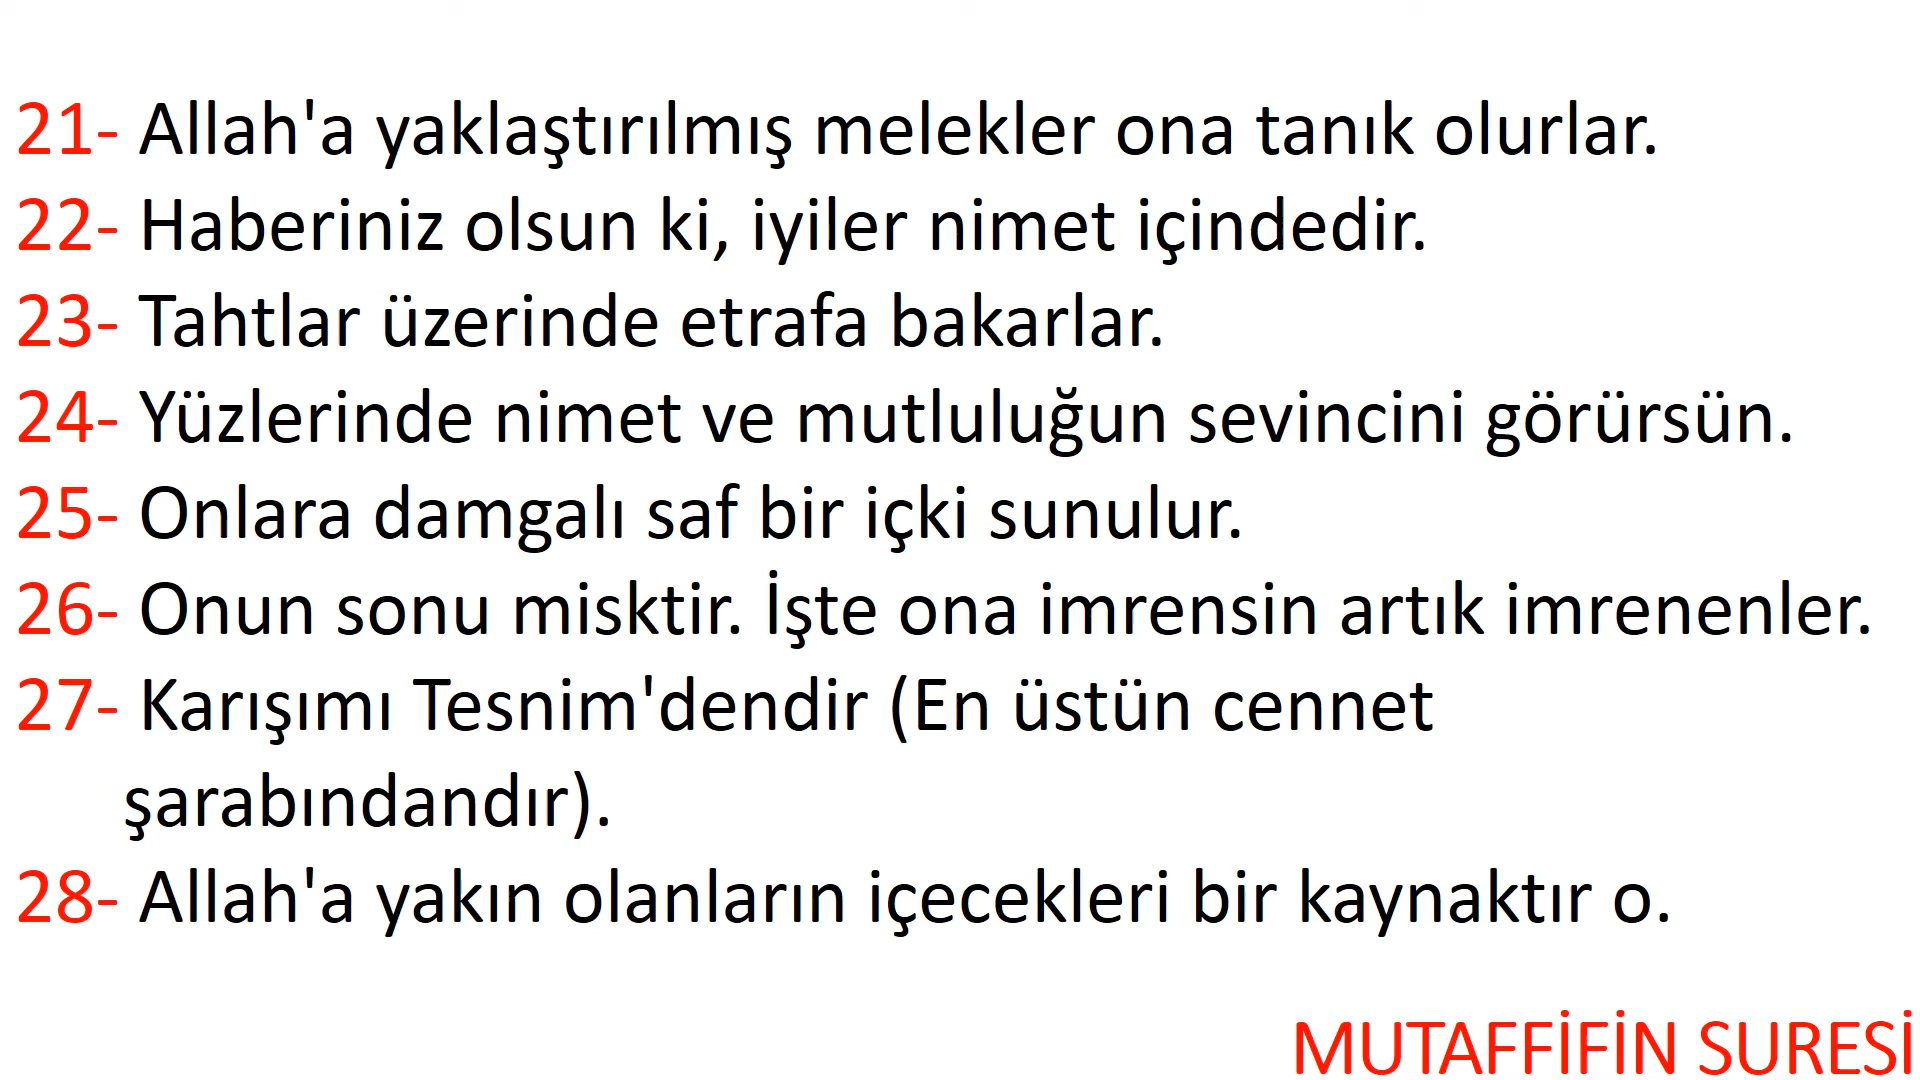 21- Allah'a yaklaştırılmış melekler ona tanık olurlar.
22- Haberiniz olsun ki, iyiler nimet içindedir.
23- Tahtlar üzerinde etrafa bakarlar.
24- Yüzlerinde nimet ve mutluluğun sevincini görürsün.
25- Onlara damgalı saf bir içki sunulur.
26- Onun sonu misktir. İşte ona imrensin artık imrenenler.
27- Karışımı Tesnim'dendir (En üstün cennet
şarabındandır).
28- Allah'a yakın olanların içecekleri bir kaynaktır o.
MUTAFFİFİN SURESİ